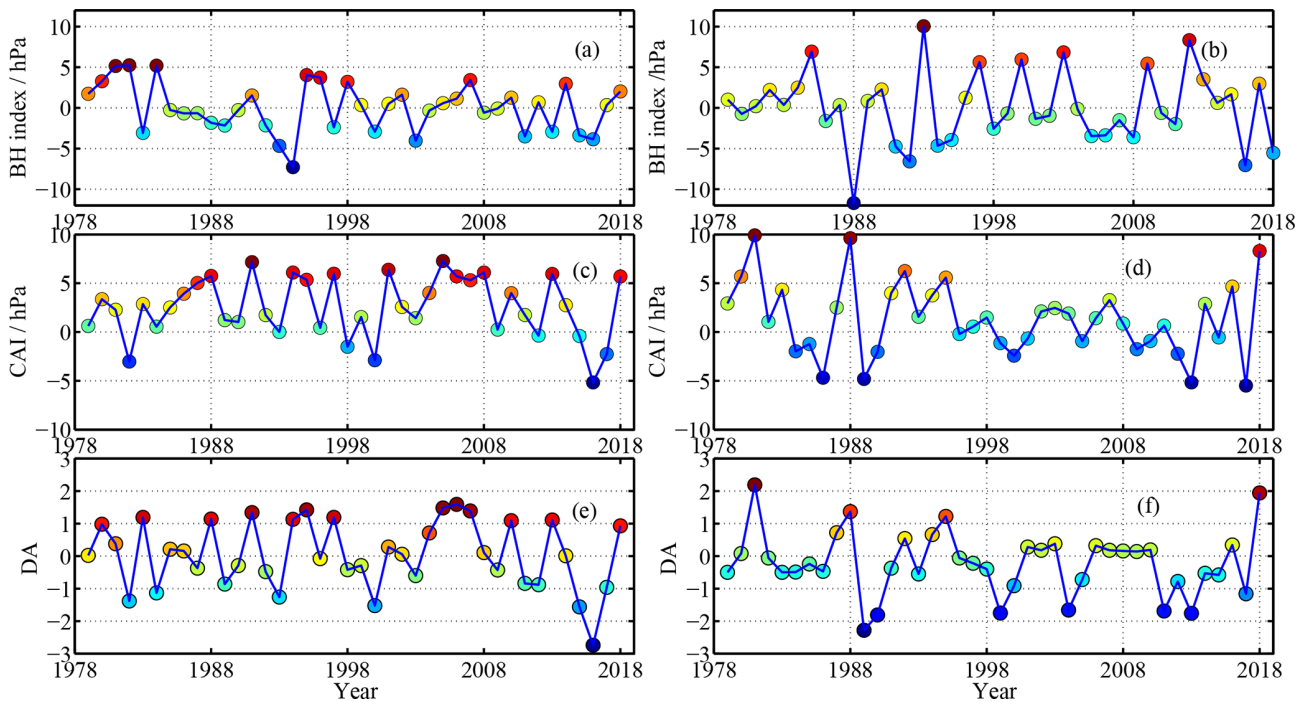 BH index / hPa
10
5
0
−5
−10
(a)
1978 1988 1998 2008 2018
BH index /hPa
10
5
0
−5
−10
(b)
1978 1988 1998 2008 2018
CAI / hPa
10
5
0
−5
−10
(c)
1978 1988 1998 2008 2018
CAI / hPa
10
5
0
−5
−10
(d)
1978 1988 1998 2008 2018
DA
3
2
1
0
−1
−2
−3
(e)
1978 1988 1998 2008 2018
Year
DA
3
2
1
0
−1
−2
−3
(f)
1978 1988 1998 2008 2018
Year